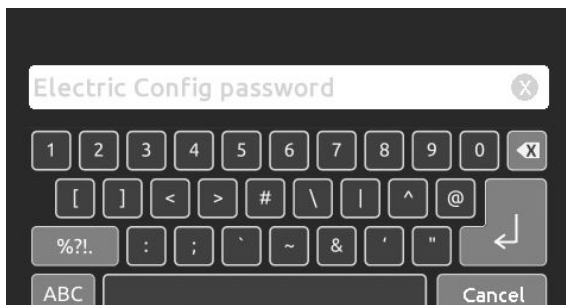 Electric Config password X
1 2 3 4 5 6 7 8 9 0 X
[ ] < > # \ | ^ @
%?!. : ; ` ~ & ' "
ABC Cancel